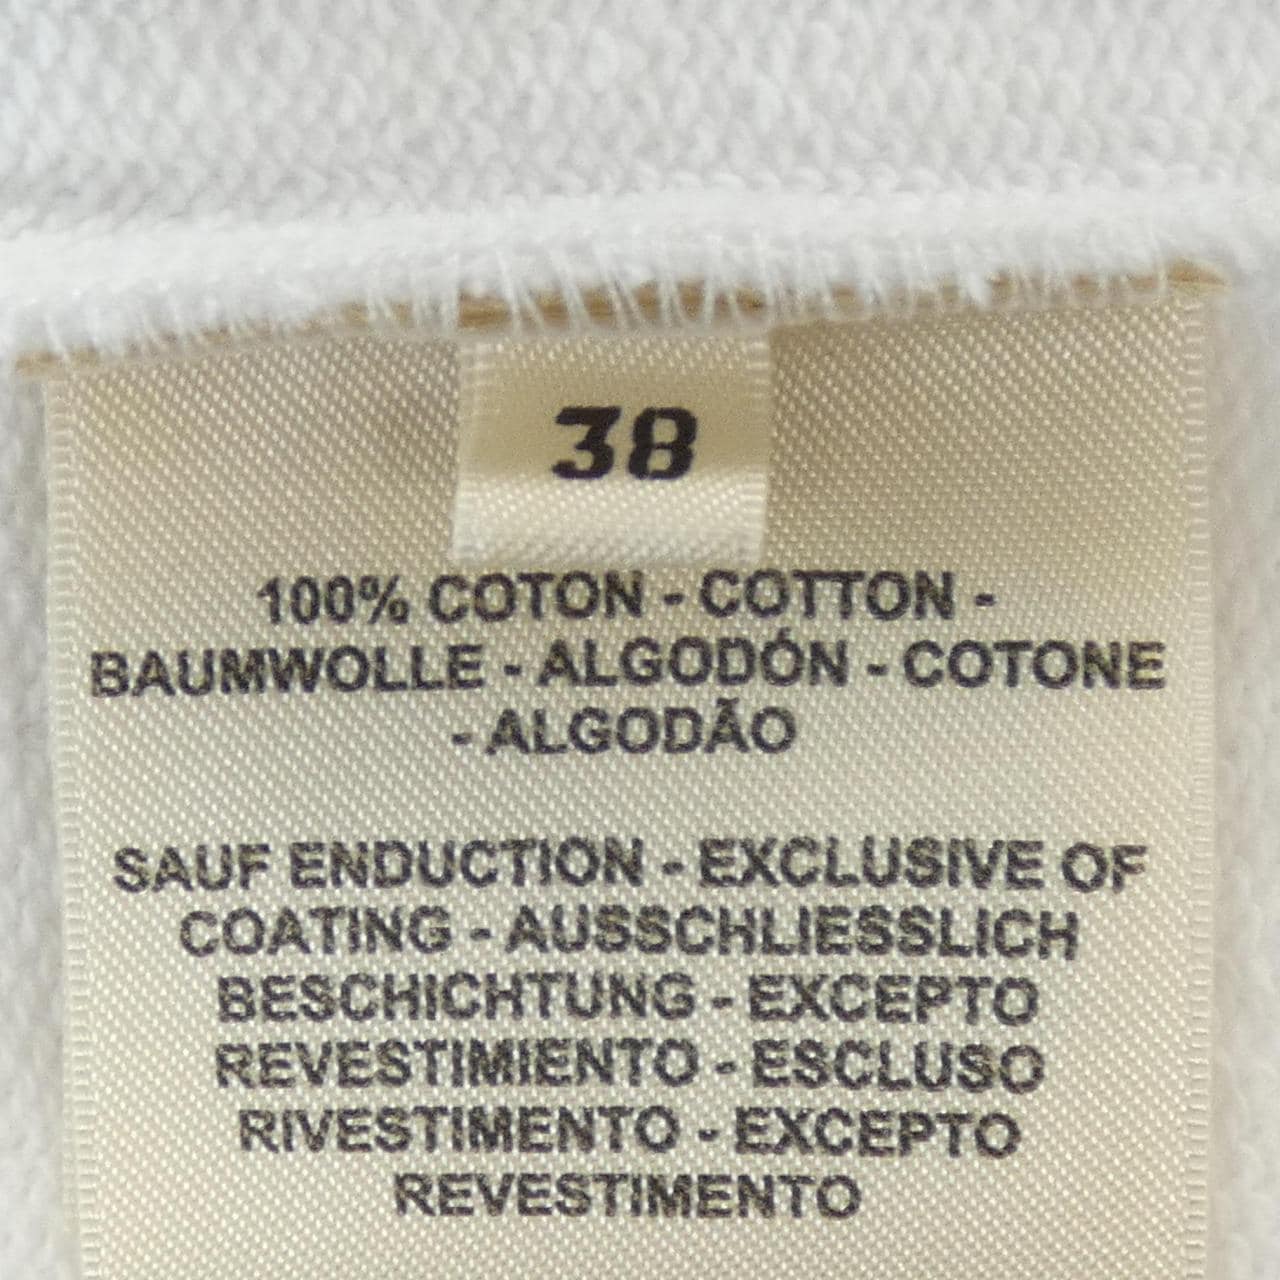 38
100% COTON - COTTON -
BAUMWOLLE - ALGODÓN - COTONE
- ALGODÃO
SAUF ENDUCTION - EXCLUSIVE OF
COATING - AUSSCHLIESSLICH
BESCHICHTUNG - EXCEPTO
REVESTIMIENTO - ESCLUSO
RIVESTIMENTO - EXCEPTO
REVESTIMENTO